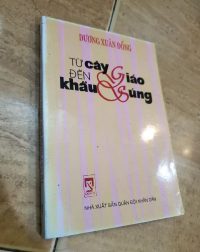 DƯƠNG XUÂN ĐỐNG
TỪ cây Giáo
ĐẾN
khẩu Súng
NHÀ XUẤT BẢN QUÂN ĐỘI NHÂN DÂN